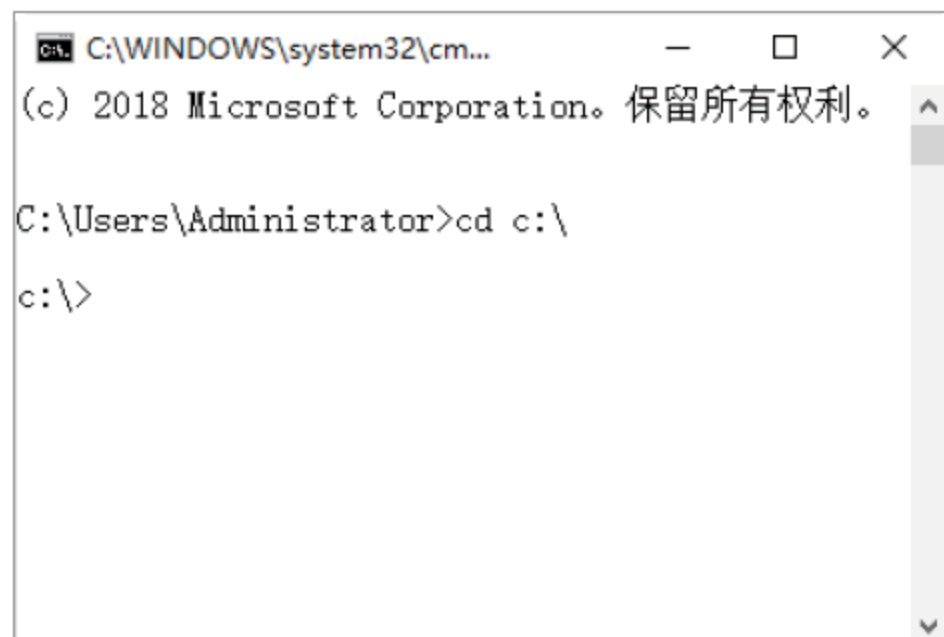 C:\WINDOWS\system32\cm...
(c) 2018 Microsoft Corporation。保留所有权利。
C:\Users\Administrator>cd c:\
c:\>